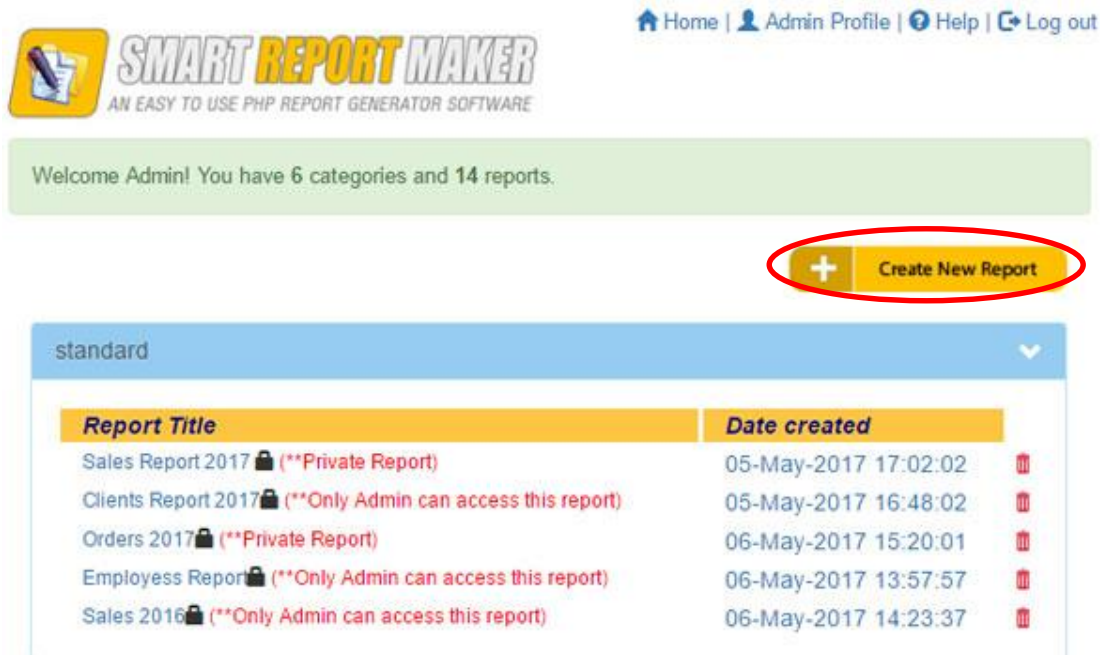 Home | Admin Profile | Help | Log out
SMART REPORT MAKER
AN EASY TO USE PHP REPORT GENERATOR SOFTWARE
Welcome Admin! You have 6 categories and 14 reports.
Create New Report
standard
Report Title Date created
Sales Report 2017 (**Private Report) 05-May-2017 17:02:02
Clients Report 2017 (**Only Admin can access this report) 05-May-2017 16:48:02
Orders 2017 (**Private Report) 06-May-2017 15:20:01
Employess Report (**Only Admin can access this report) 06-May-2017 13:57:57
Sales 2016 (**Only Admin can access this report) 06-May-2017 14:23:37